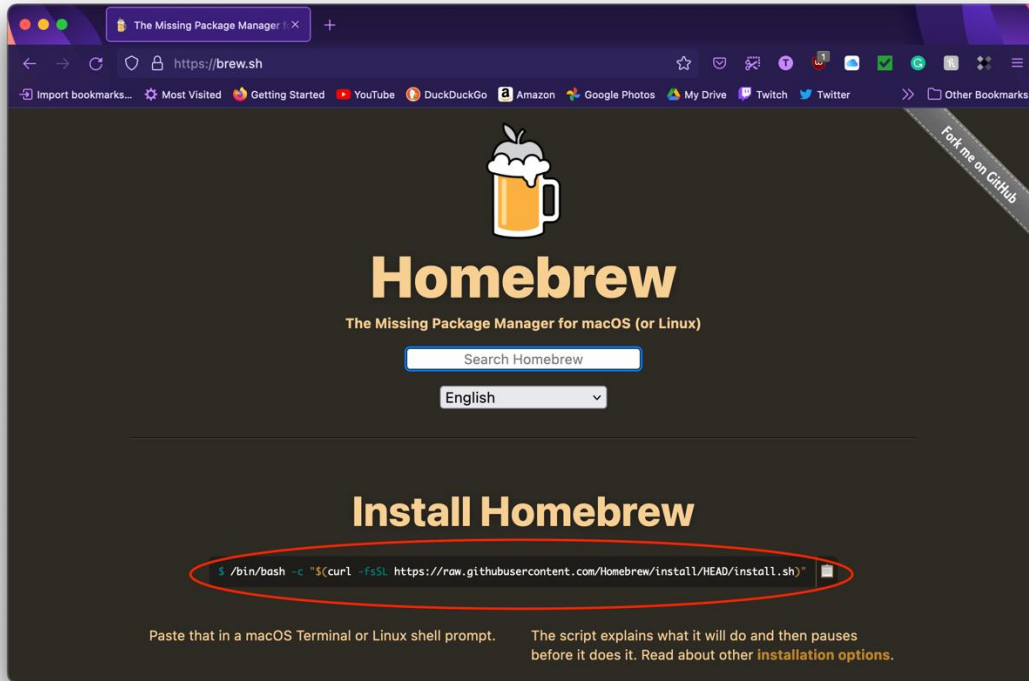 The Missing Package Manager f
https://brew.sh
Import bookmarks... Most Visited Getting Started YouTube DuckDuckGo Amazon Google Photos My Drive Twitch Twitter Other Bookmarks
Fork me on GitHub
Homebrew
The Missing Package Manager for macOS (or Linux)
Search Homebrew
English
Install Homebrew
$ /bin/bash -c "$(curl -fsSL https://raw.githubusercontent.com/Homebrew/install/HEAD/install.sh)"
Paste that in a macOS Terminal or Linux shell prompt.
The script explains what it will do and then pauses
before it does it. Read about other installation options.